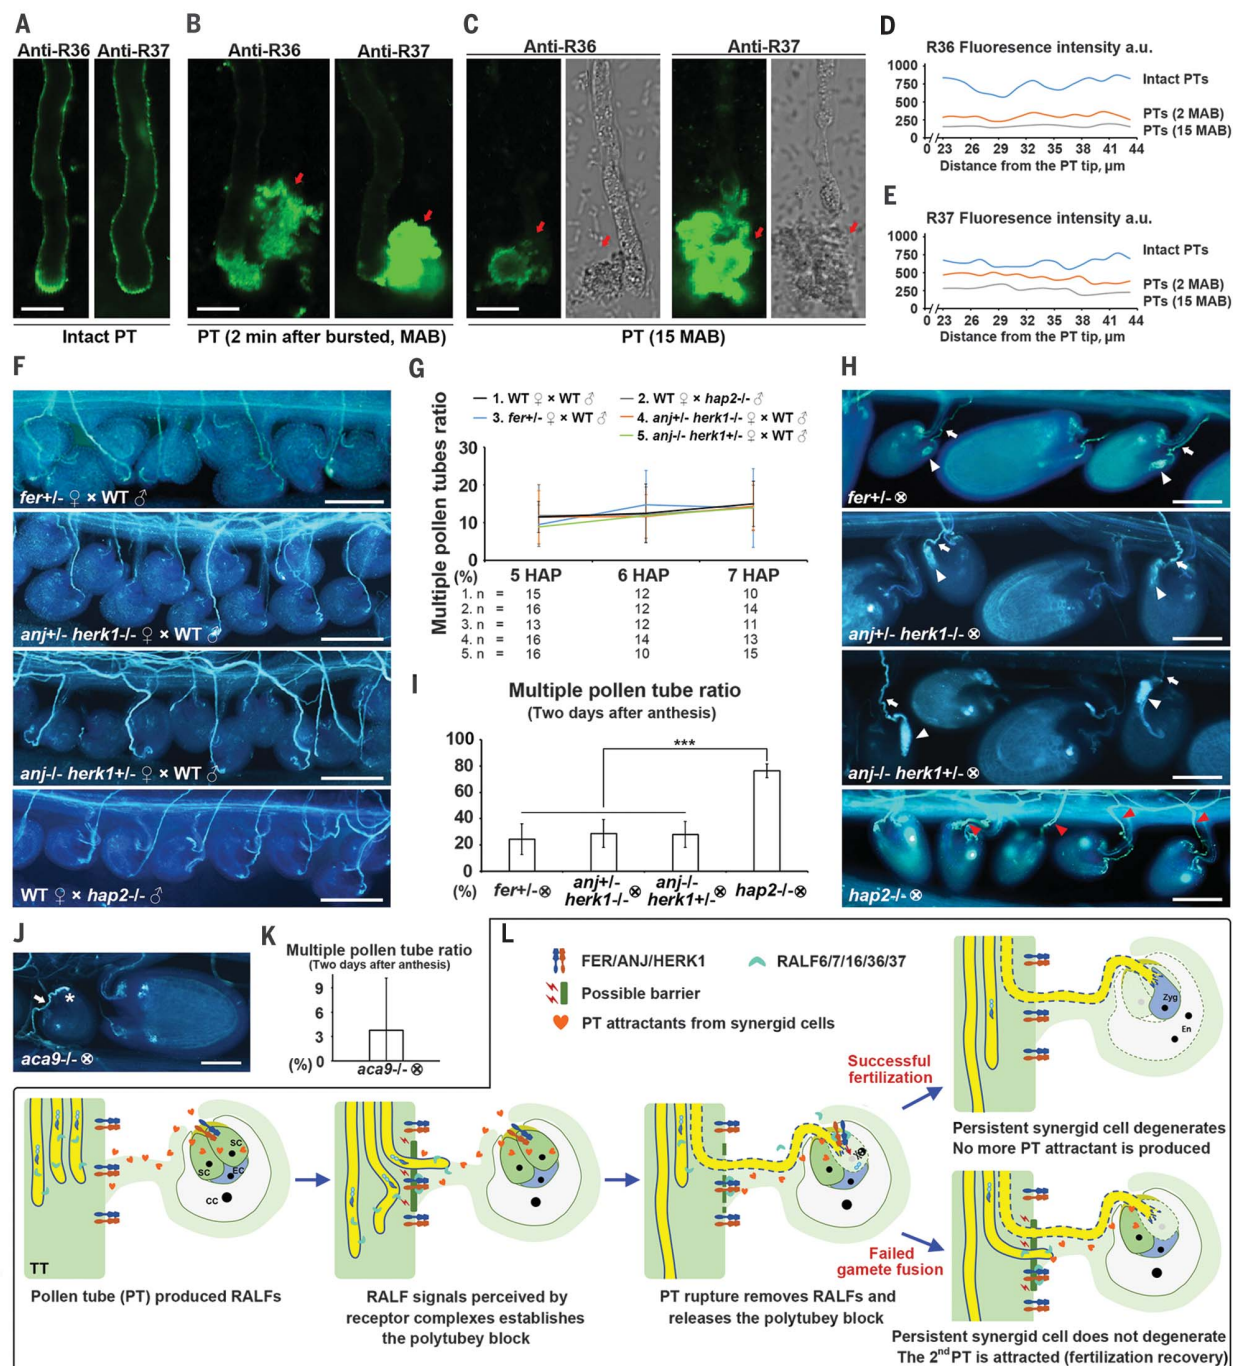 A
Anti-R36 Anti-R37
Intact PT
B
Anti-R36 Anti-R37
PT (2 min after bursted, MAB)
C
Anti-R36 Anti-R37
PT (15 MAB)
D
R36 Fluoresence intensity a.u.
1000
750
500
250
0
Intact PTs
PTs (2 MAB)
PTs (15 MAB)
0 23 26 29 32 35 38 41 44
Distance from the PT tip, µm
E
R37 Fluoresence intensity a.u.
1000
750
500
250
0
Intact PTs
PTs (2 MAB)
PTs (15 MAB)
0 23 26 29 32 35 38 41 44
Distance from the PT tip, µm
F
fer+/- ♀ × WT ♂
anj+/- herk1-/- ♀ × WT ♂
anj-/- herk1+/- ♀ × WT ♂
WT ♀ × hap2-/- ♂
G
1. WT ♀ × WT ♂ 2. WT ♀ × hap2-/- ♂
3. fer+/- ♀ × WT ♂ 4. anj+/- herk1-/- ♀ × WT ♂
5. anj-/- herk1+/- ♀ × WT ♂
Multiple pollen tubes ratio
30
20
10
0
(%) 5 HAP 6 HAP 7 HAP
1. n = 15 12 10
2. n = 16 12 14
3. n = 13 12 11
4. n = 16 14 13
5. n = 16 10 15
H
fer+/- ⊗
anj+/- herk1-/- ⊗
anj-/- herk1+/- ⊗
hap2-/- ⊗
I
Multiple pollen tube ratio
(Two days after anthesis)
100
80
60
40
20
0
***
(%) fer+/-⊗ anj+/- herk1-/-⊗ anj-/- herk1+/-⊗ hap2-/-⊗
J
*
aca9-/- ⊗
K
Multiple pollen tube ratio
(Two days after anthesis)
9
6
3
0
(%) aca9-/- ⊗
L
FER/ANJ/HERK1 RALF6/7/16/36/37
Possible barrier
PT attractants from synergid cells
SC
SC
EC
CC
TT
Pollen tube (PT) produced RALFs
RALF signals perceived by
receptor complexes establishes
the polytubey block
PT rupture removes RALFs and
releases the polytubey block
Successful
fertilization
Zyg
En
Persistent synergid cell degenerates
No more PT attractant is produced
Failed
gamete fusion
Persistent synergid cell does not degenerate
The 2nd PT is attracted (fertilization recovery)